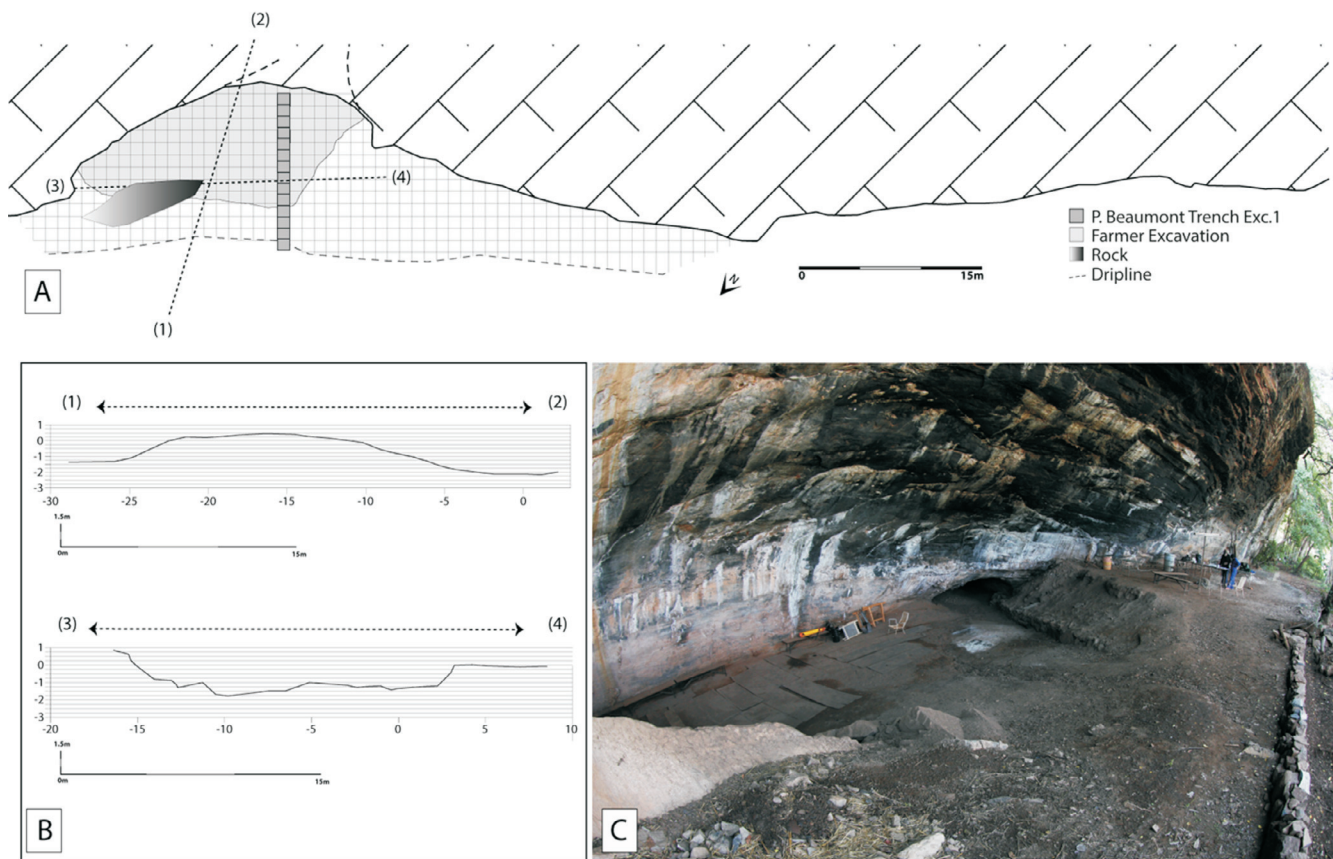 (2)
(3)
(4)
(1)
P. Beaumont Trench Exc.1
Farmer Excavation
Rock
Dripline
N
0 15m
A
(1) (2)
1
0
-1
-2
-3
-30 -25 -20 -15 -10 -5 0
1.5m
0m 15m
(3) (4)
1
0
-1
-2
-3
-20 -15 -10 -5 0 5 10
1.5m
0m 15m
B
C